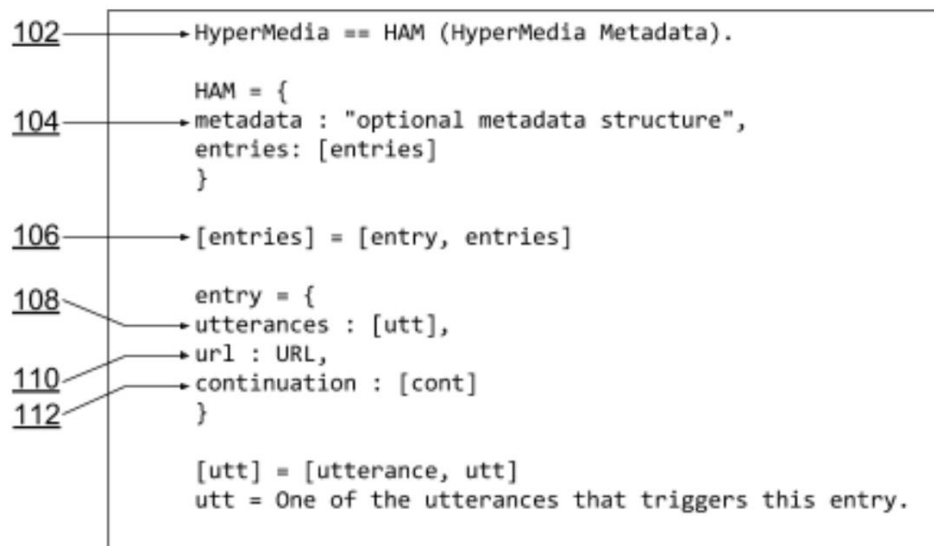 102 HyperMedia == HAM (HyperMedia Metadata).
HAM = {
104 metadata : "optional metadata structure",
entries: [entries]
}
106 [entries] = [entry, entries]
entry = {
108 utterances : [utt],
110 url : URL,
112 continuation : [cont]
}
[utt] = [utterance, utt]
utt = One of the utterances that triggers this entry.